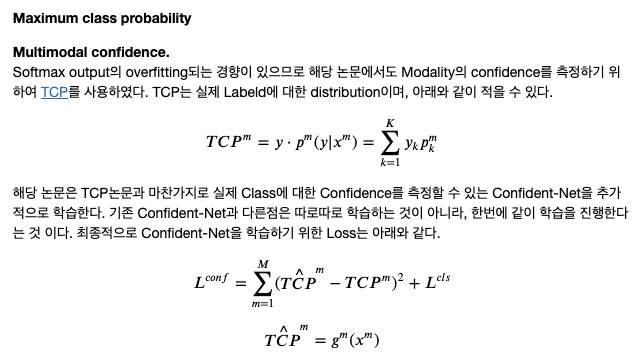 Maximum class probability
Multimodal confidence.
Softmax output의 overfitting되는 경향이 있으므로 해당 논문에서도 Modality의 confidence를 측정하기 위
하여 TCP를 사용하였다. TCP는 실제 Labeld에 대한 distribution이며, 아래와 같이 적을 수 있다.
$TCP^m = y \cdot p^m(y|x^m) = \sum_{k=1}^{K} y_k p_k^m$
해당 논문은 TCP논문과 마찬가지로 실제 Class에 대한 Confidence를 측정할 수 있는 Confident-Net을 추가
적으로 학습한다. 기존 Confident-Net과 다른점은 따로따로 학습하는 것이 아니라, 한번에 같이 학습을 진행한다
는 것 이다. 최종적으로 Confident-Net을 학습하기 위한 Loss는 아래와 같다.
$L^{conf} = \sum_{m=1}^{M} (T\hat{C}P^m - TCP^m)^2 + L^{cls}$
$T\hat{C}P^m = g^m(x^m)$